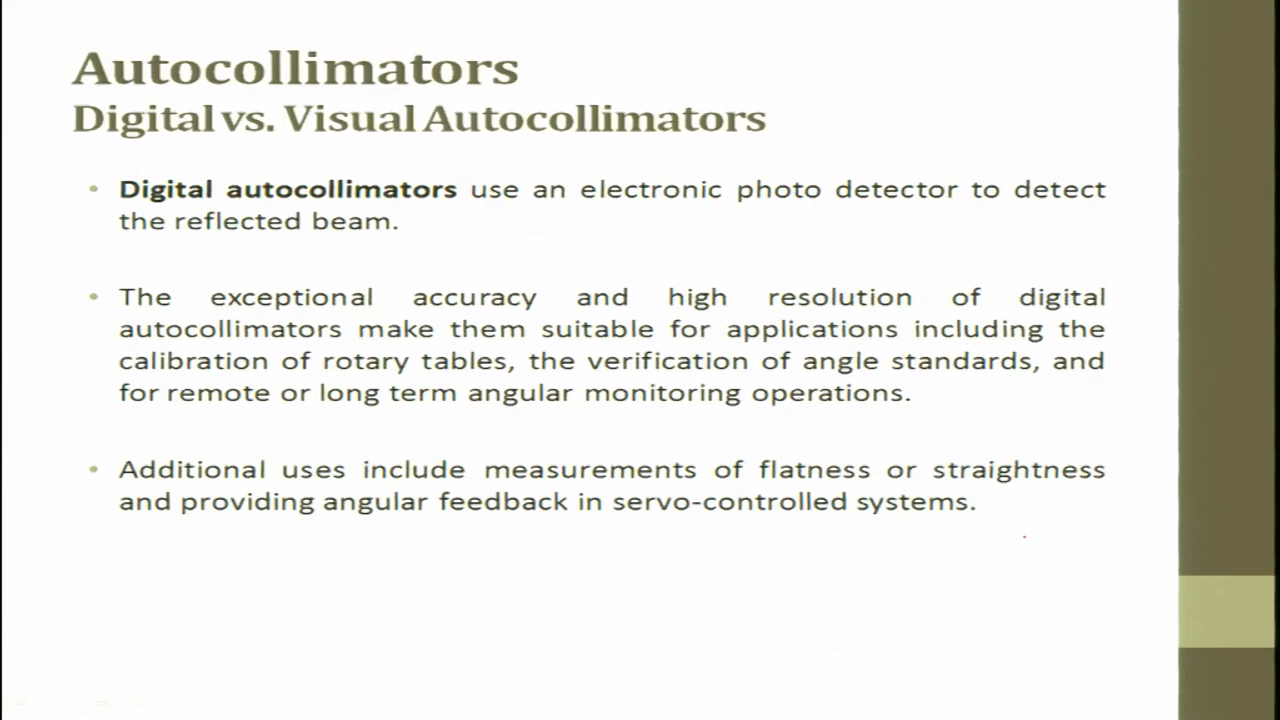 Autocollimators
Digital vs. Visual Autocollimators
• Digital autocollimators use an electronic photo detector to detect
the reflected beam.
• The exceptional accuracy and high resolution of digital
autocollimators make them suitable for applications including the
calibration of rotary tables, the verification of angle standards, and
for remote or long term angular monitoring operations.
• Additional uses include measurements of flatness or straightness
and providing angular feedback in servo-controlled systems.